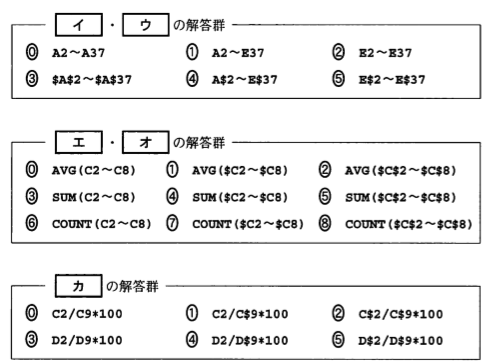 イ ・ ウ の解答群
⓪ A2～A37 ① A2～E37 ② E2～E37
③ $A$2～$A$37 ④ A$2～E$37 ⑤ E$2～E$37
エ ・ オ の解答群
⓪ AVG(C2～C8) ① AVG($C2～$C8) ② AVG($C$2～$C$8)
③ SUM(C2～C8) ④ SUM($C2～$C8) ⑤ SUM($C$2～$C$8)
⑥ COUNT(C2～C8) ⑦ COUNT($C2～$C8) ⑧ COUNT($C$2～$C$8)
カ の解答群
⓪ C2/C9*100 ① C2/C$9*100 ② C$2/C$9*100
③ D2/D9*100 ④ D2/D$9*100 ⑤ D$2/D$9*100